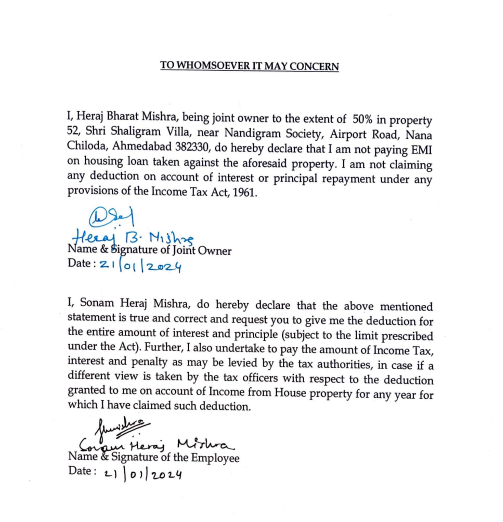 TO WHOMSOEVER IT MAY CONCERN
I, Heraj Bharat Mishra, being joint owner to the extent of 50% in property
52, Shri Shaligram Villa, near Nandigram Society, Airport Road, Nana
Chiloda, Ahmedabad 382330, do hereby declare that I am not paying EMI
on housing loan taken against the aforesaid property. I am not claiming
any deduction on account of interest or principal repayment under any
provisions of the Income Tax Act, 1961.
Heraj B. Mishra
Name & Signature of Joint Owner
Date : 21/01/2024
I, Sonam Heraj Mishra, do hereby declare that the above mentioned
statement is true and correct and request you to give me the deduction for
the entire amount of interest and principle (subject to the limit prescribed
under the Act). Further, I also undertake to pay the amount of Income Tax,
interest and penalty as may be levied by the tax authorities, in case if a
different view is taken by the tax officers with respect to the deduction
granted to me on account of Income from House property for any year for
which I have claimed such deduction.
Sonam Heraj Mishra
Name & Signature of the Employee
Date : 21/01/2024